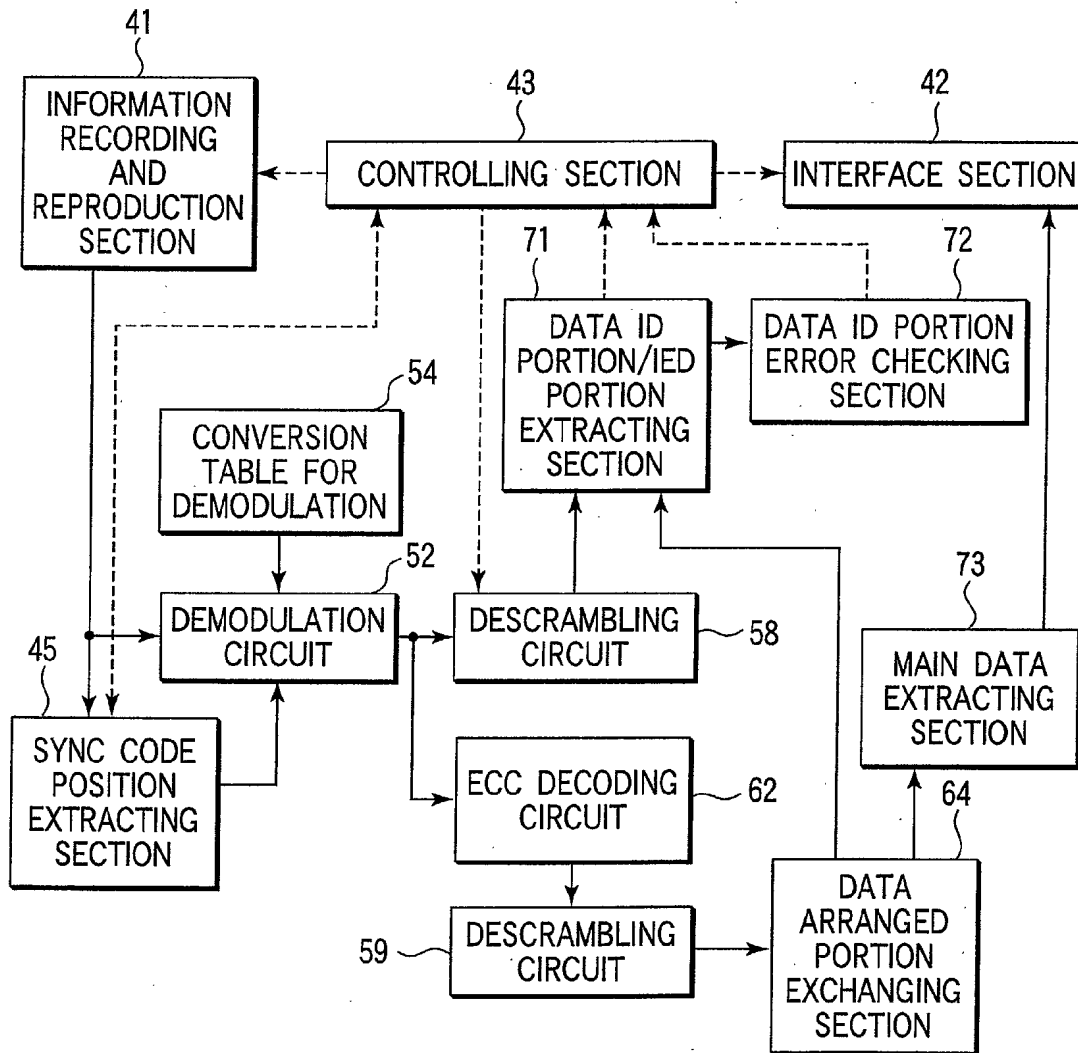 41
INFORMATION
RECORDING
AND
REPRODUCTION
SECTION
43
CONTROLLING SECTION
42
INTERFACE SECTION
71
DATA ID
PORTION/IED
PORTION
EXTRACTING
SECTION
72
DATA ID PORTION
ERROR CHECKING
SECTION
54
CONVERSION
TABLE FOR
DEMODULATION
52
DEMODULATION
CIRCUIT
DESCRAMBLING
CIRCUIT
58
73
MAIN DATA
EXTRACTING
SECTION
45
SYNC CODE
POSITION
EXTRACTING
SECTION
ECC DECODING
CIRCUIT
62
64
DATA
ARRANGED
PORTION
EXCHANGING
SECTION
59
DESCRAMBLING
CIRCUIT